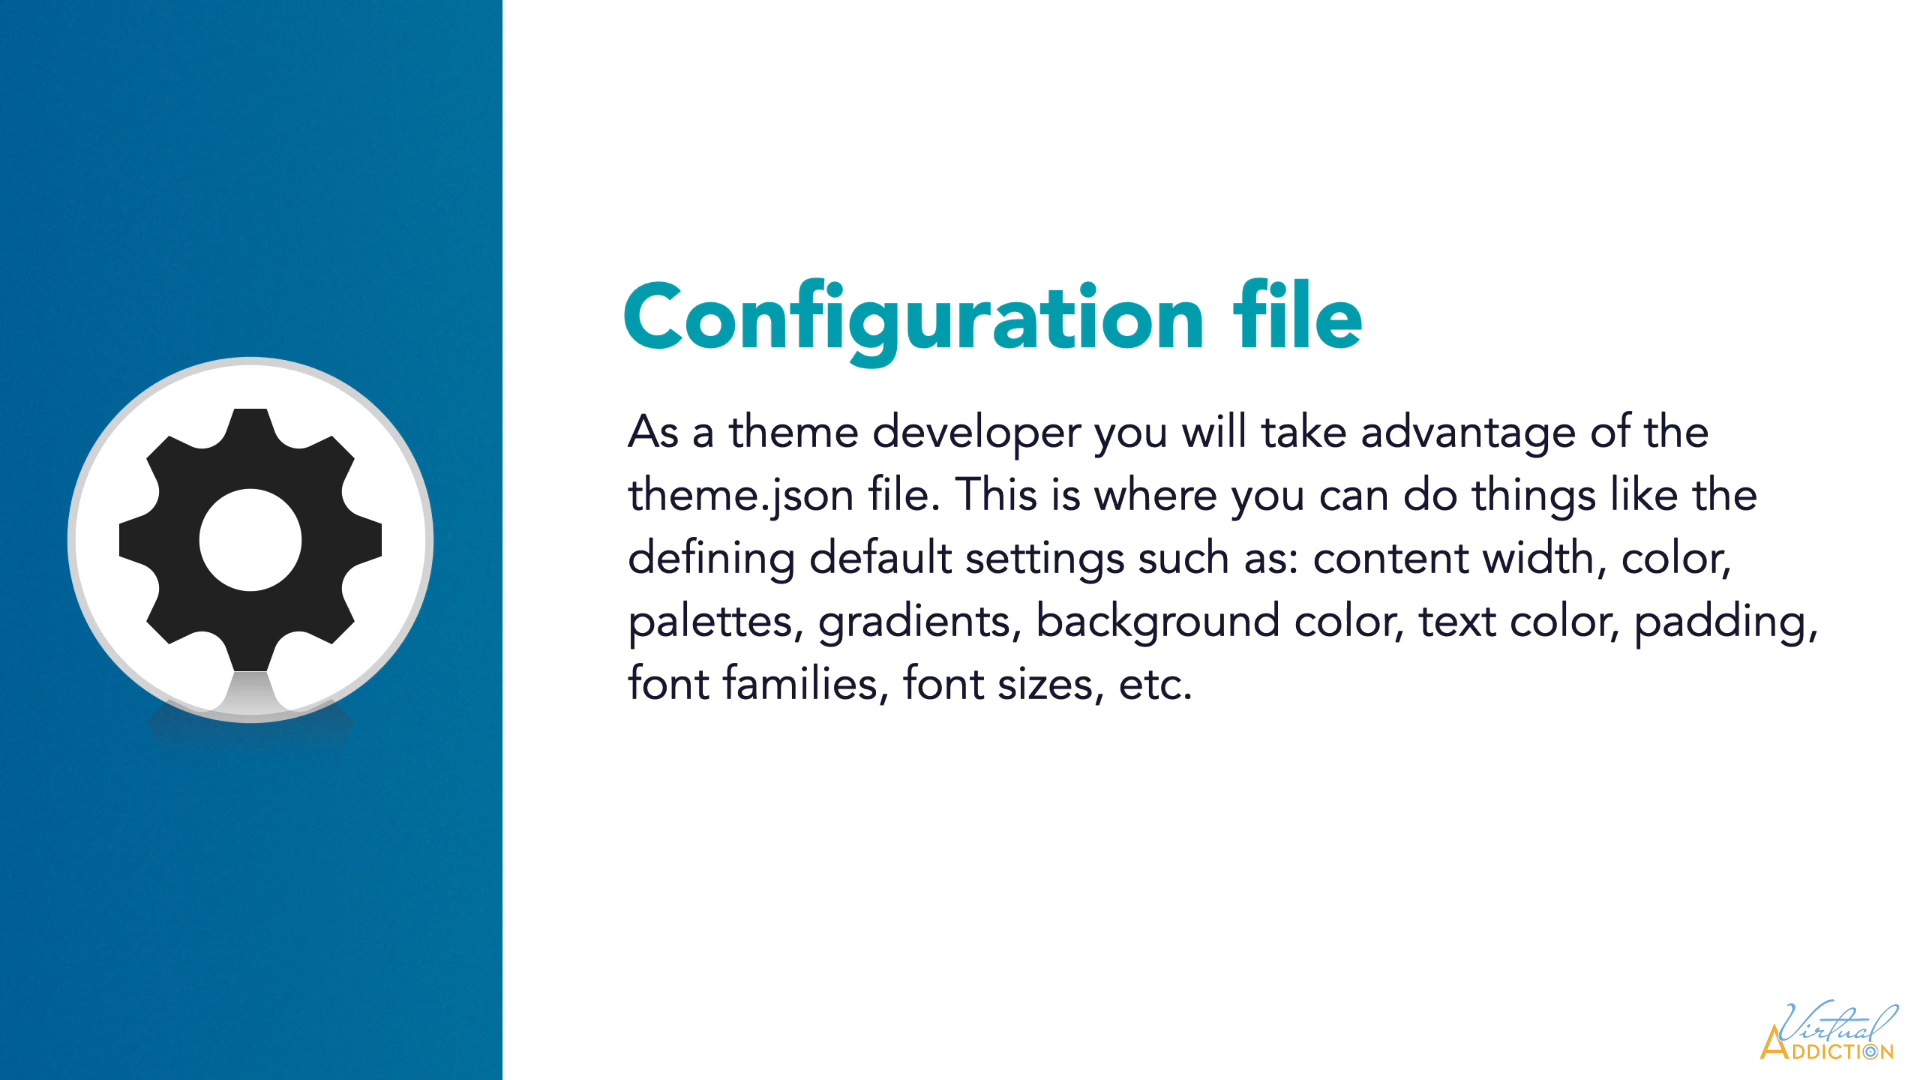 Configuration file
As a theme developer you will take advantage of the
theme.json file. This is where you can do things like the
defining default settings such as: content width, color,
palettes, gradients, background color, text color, padding,
font families, font sizes, etc.
Virtual
ADDICTION